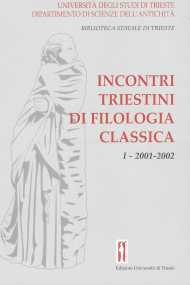 UNIVERSITÀ DEGLI STUDI DI TRIESTE
DIPARTIMENTO DI SCIENZE DELL'ANTICHITÀ
BIBLIOTECA STATALE DI TRIESTE
INCONTRI
TRIESTINI
DI FILOLOGIA
CLASSICA
I - 2001-2002
Edizioni Università di Trieste